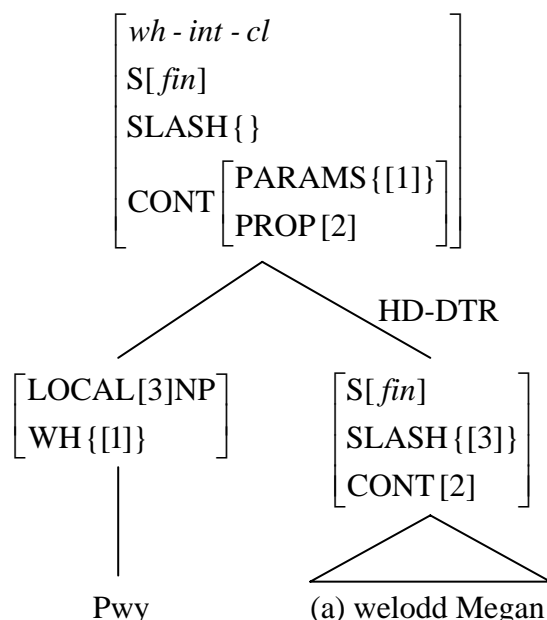 wh - int - cl
S[fin]
SLASH{ }
CONT [PARAMS{[1]}
PROP[2]]
HD-DTR
LOCAL[3]NP
WH{[1]}
S[fin]
SLASH{[3]}
CONT[2]
Pwy
(a) welodd Megan